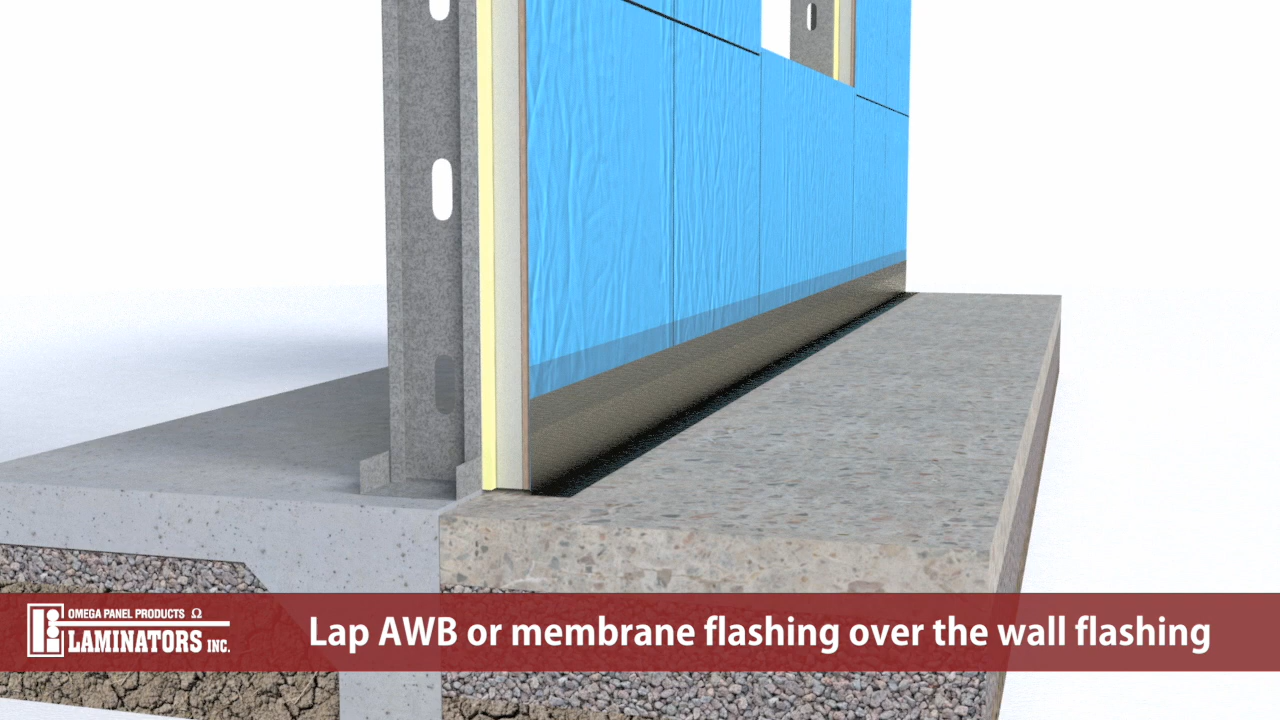 OMEGA PANEL PRODUCTS Ω
LAMINATORS INC.
Lap AWB or membrane flashing over the wall flashing